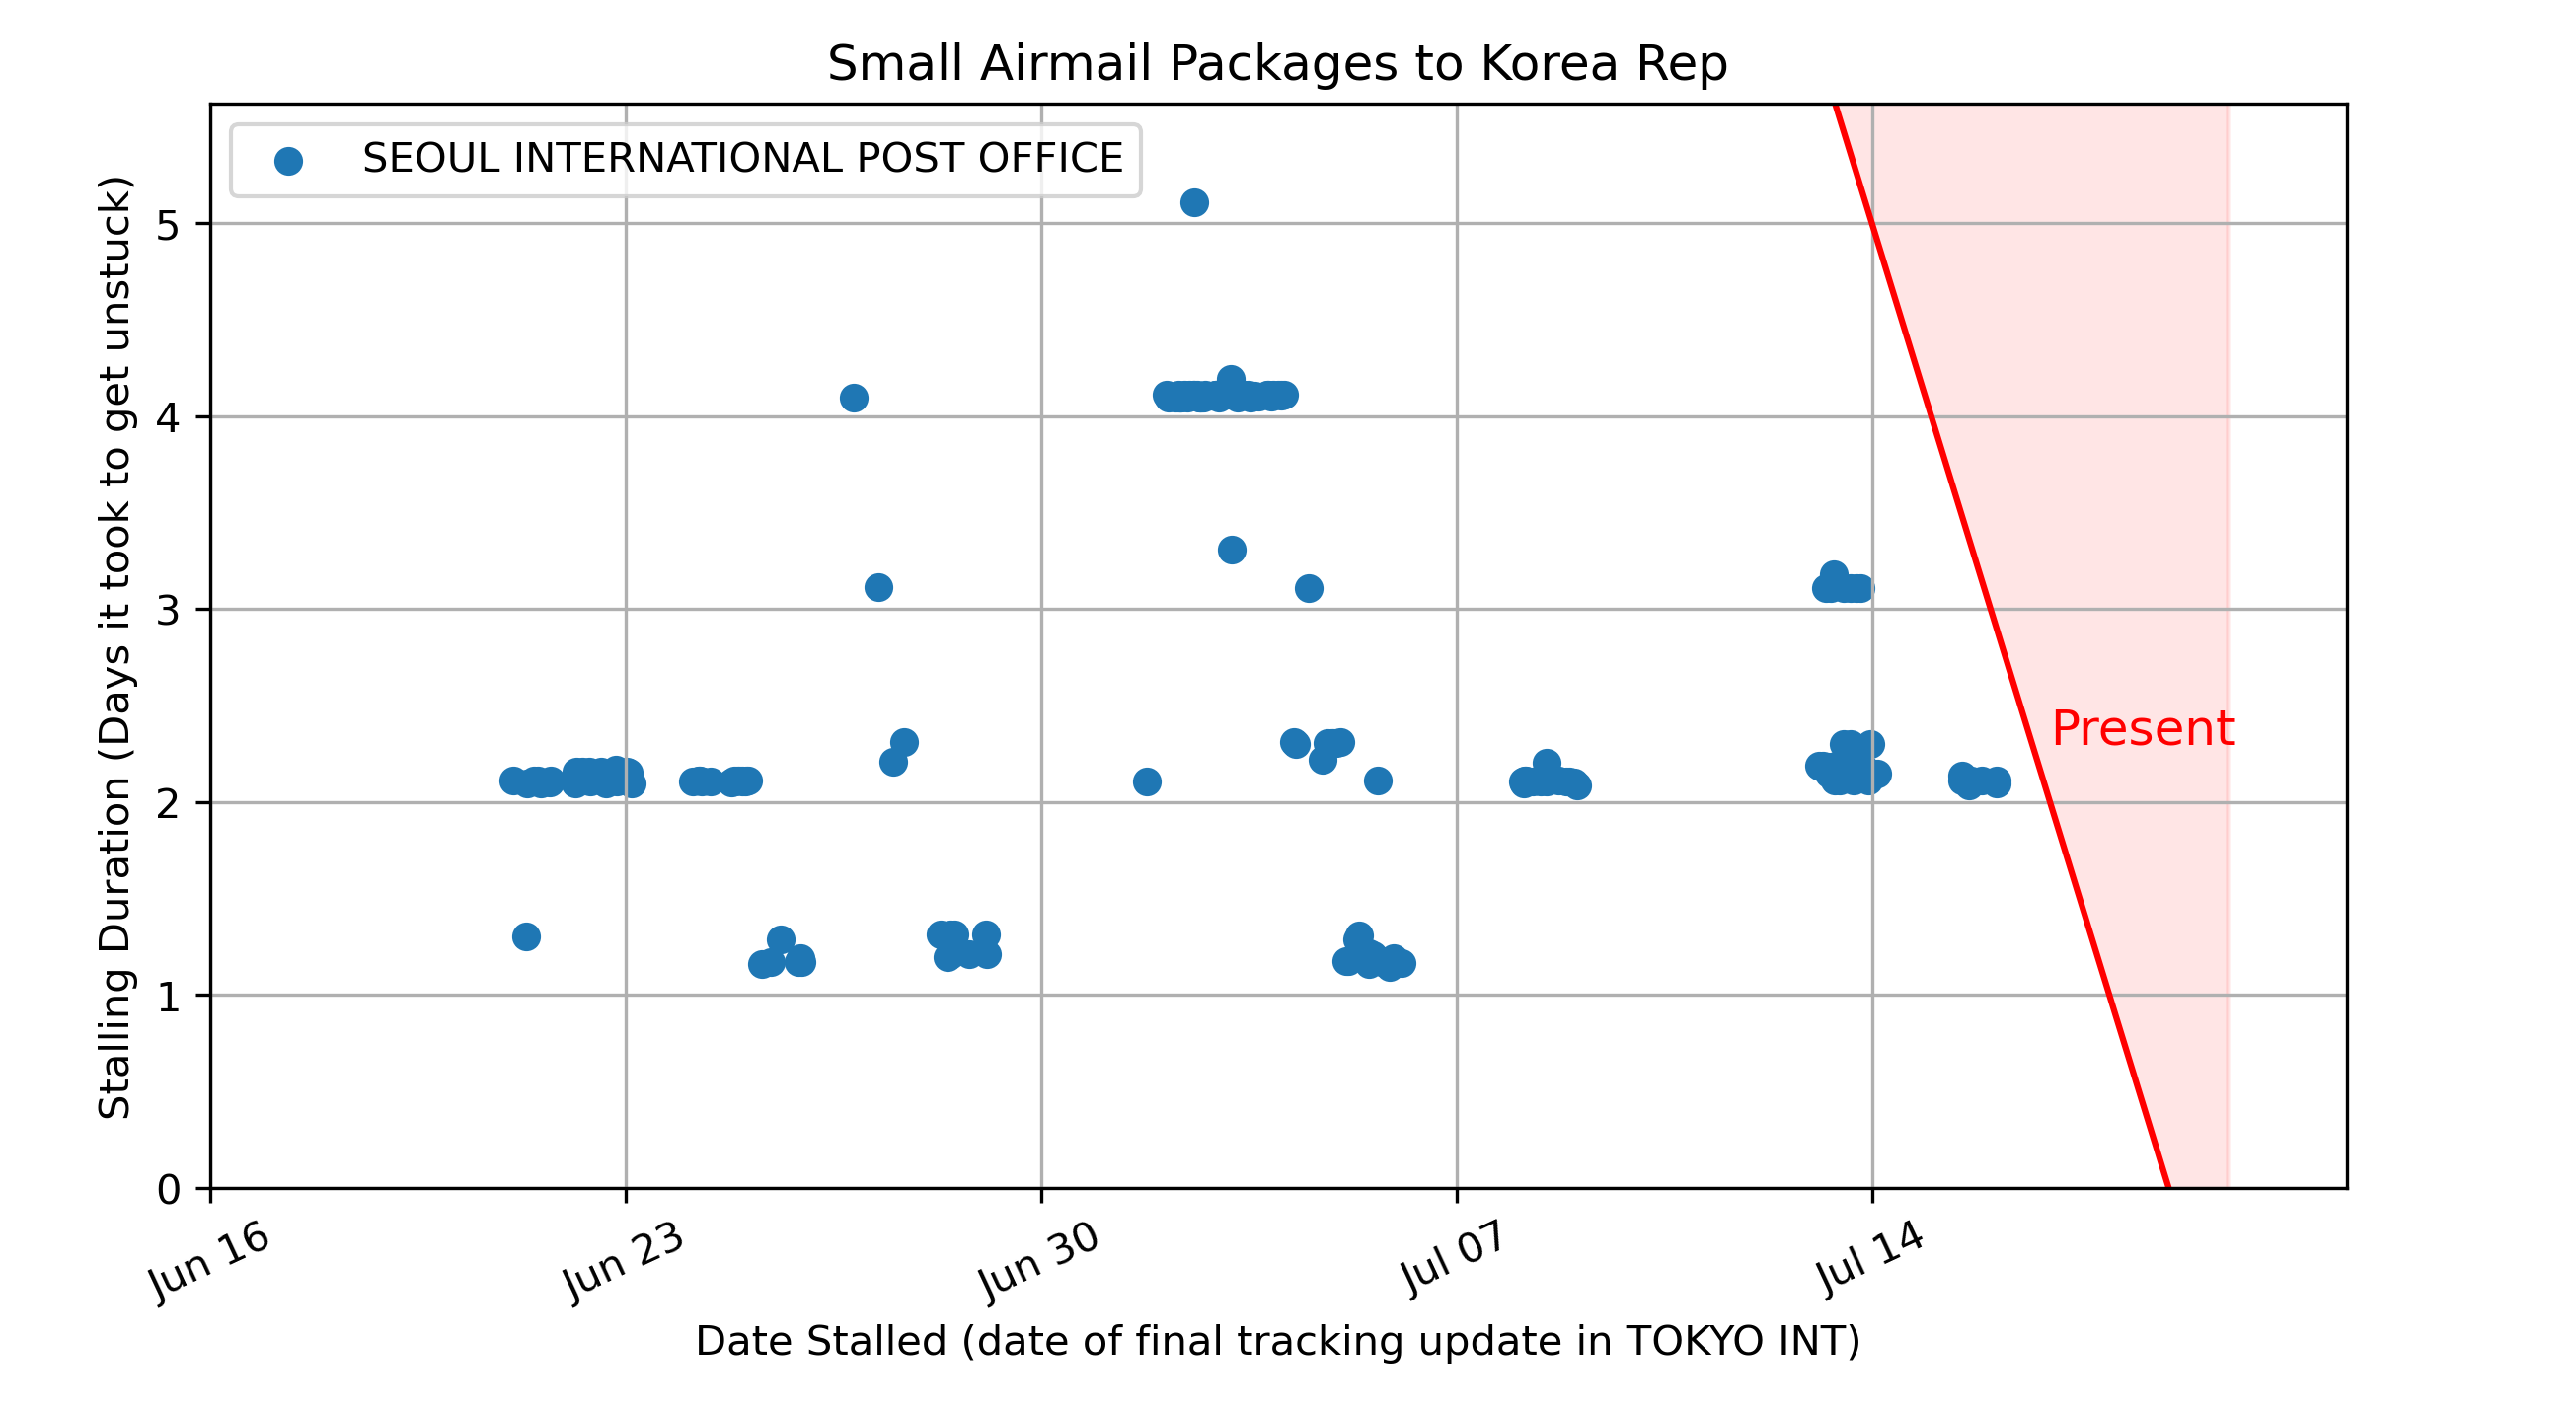 Small Airmail Packages to Korea Rep
SEOUL INTERNATIONAL POST OFFICE
Stalling Duration (Days it took to get unstuck)
5
4
3
2
1
0
Present
Jun 16
Jun 23
Jun 30
Jul 07
Jul 14
Date Stalled (date of final tracking update in TOKYO INT)